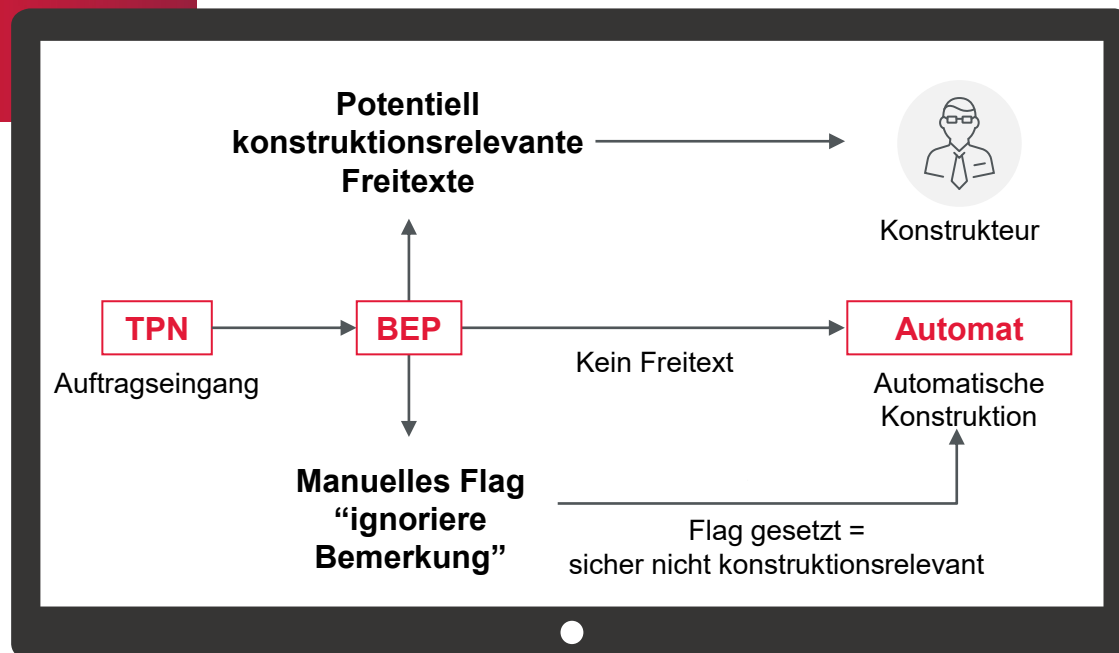 Potentiell
konstruktionsrelevante
Freitexte
Konstrukteur
TPN
BEP
Automat
Auftragseingang
Kein Freitext
Automatische
Konstruktion
Manuelles Flag
“ignoriere
Bemerkung”
Flag gesetzt =
sicher nicht konstruktionsrelevant